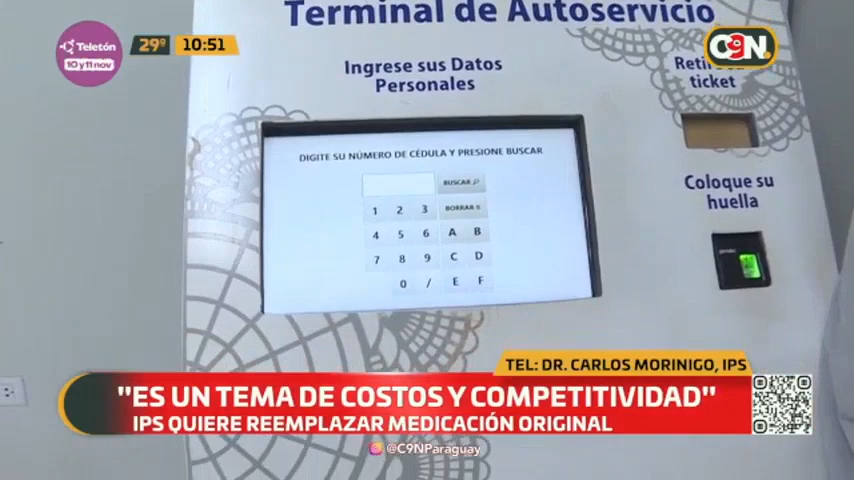 Terminal de Autoservicio
Teletón
10 y 11 nov
29º
10:51
C9N
Ingrese sus Datos
Personales
ticket
DIGITE SU NÚMERO DE CÉDULA Y PRESIONE BUSCAR
BUSCAR
1 2 3 BORRAR
4 5 6 A B
7 8 9 C D
0 / E F
Coloque su
huella
TEL: DR. CARLOS MORINIGO, IPS
"ES UN TEMA DE COSTOS Y COMPETITIVIDAD"
IPS QUIERE REEMPLAZAR MEDICACIÓN ORIGINAL
@C9NParaguay